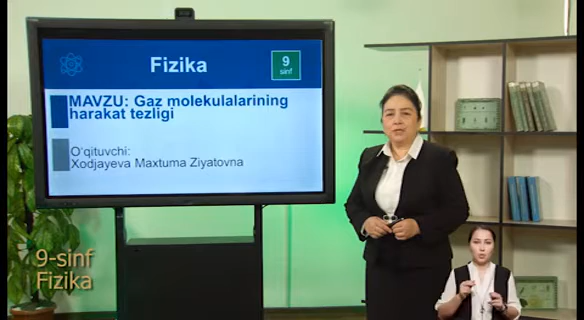 Fizika
9
sinf
MAVZU: Gaz molekulalarining
harakat tezligi
O‘qituvchi:
Xodjayeva Maxtuma Ziyatovna
9-sinf
Fizika